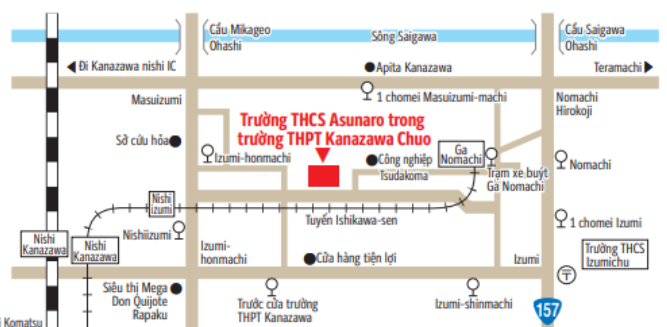 Cầu Mikageo
Ohashi
Sông Saigawa
Cầu Saigawa
Ohashi
Đi Kanazawa nishi IC
Apita Kanazawa
Teramachi
Masuizumi
1 chomei Masuizumi-machi
Nomachi
Hirokoji
Trường THCS Asunaro trong
trường THPT Kanazawa Chuo
Sở cứu hỏa
Izumi-honmachi
Công nghiệp
Tsudakoma
Ga
Nomachi
Trạm xe buýt
Ga Nomachi
Nomachi
Nishi
izumi
Tuyến Ishikawa-sen
1 chomei Izumi
Nishi
Kanazawa
Nishi
Kanazawa
Nishiizumi
Izumi-
honmachi
Cửa hàng tiện lợi
Izumi
Trường THCS
Izumichu
〒
Siêu thị Mega
Don Quijote
Rapaku
Trước cửa trường
THPT Kanazawa
Izumi-shinmachi
157
Komatsu